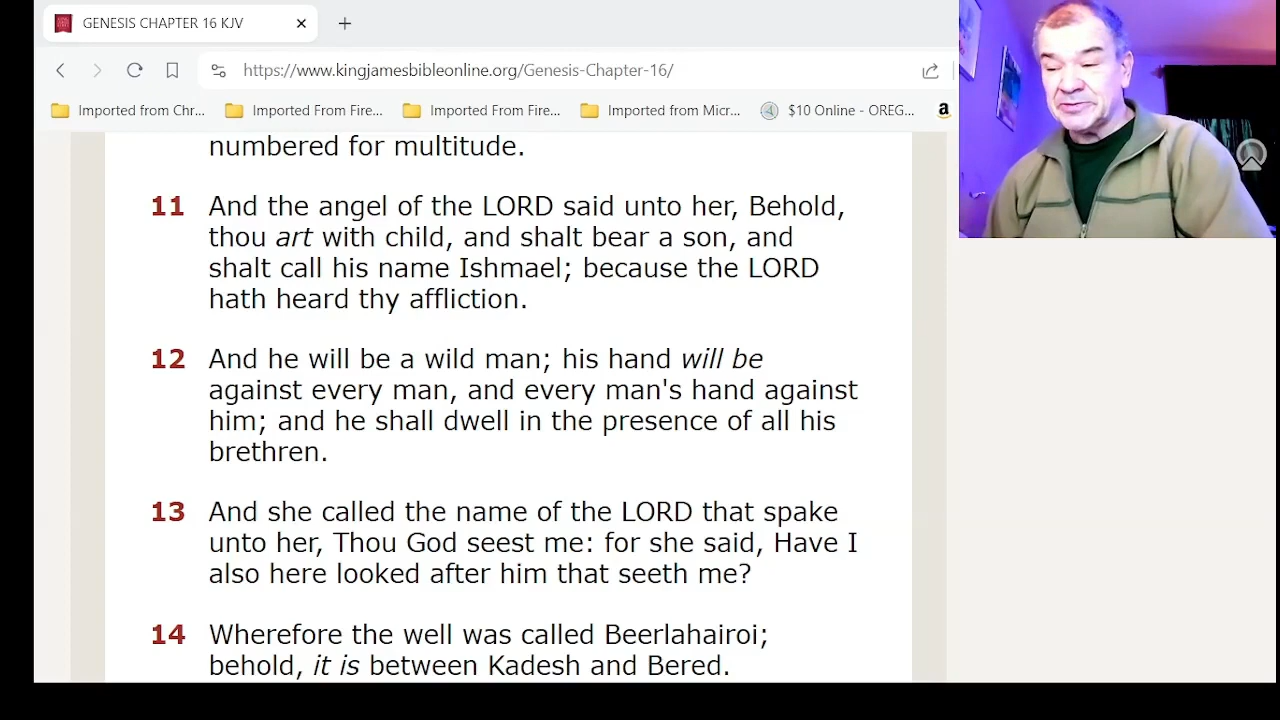 GENESIS CHAPTER 16 KJV
https://www.kingjamesbibleonline.org/Genesis-Chapter-16/
Imported from Chr... Imported From Fire... Imported From Fire... Imported from Micr... $10 Online - OREG... a
numbered for multitude.
11 And the angel of the LORD said unto her, Behold,
thou art with child, and shalt bear a son, and
shalt call his name Ishmael; because the LORD
hath heard thy affliction.
12 And he will be a wild man; his hand will be
against every man, and every man's hand against
him; and he shall dwell in the presence of all his
brethren.
13 And she called the name of the LORD that spake
unto her, Thou God seest me: for she said, Have I
also here looked after him that seeth me?
14 Wherefore the well was called Beerlahairoi;
behold, it is between Kadesh and Bered.